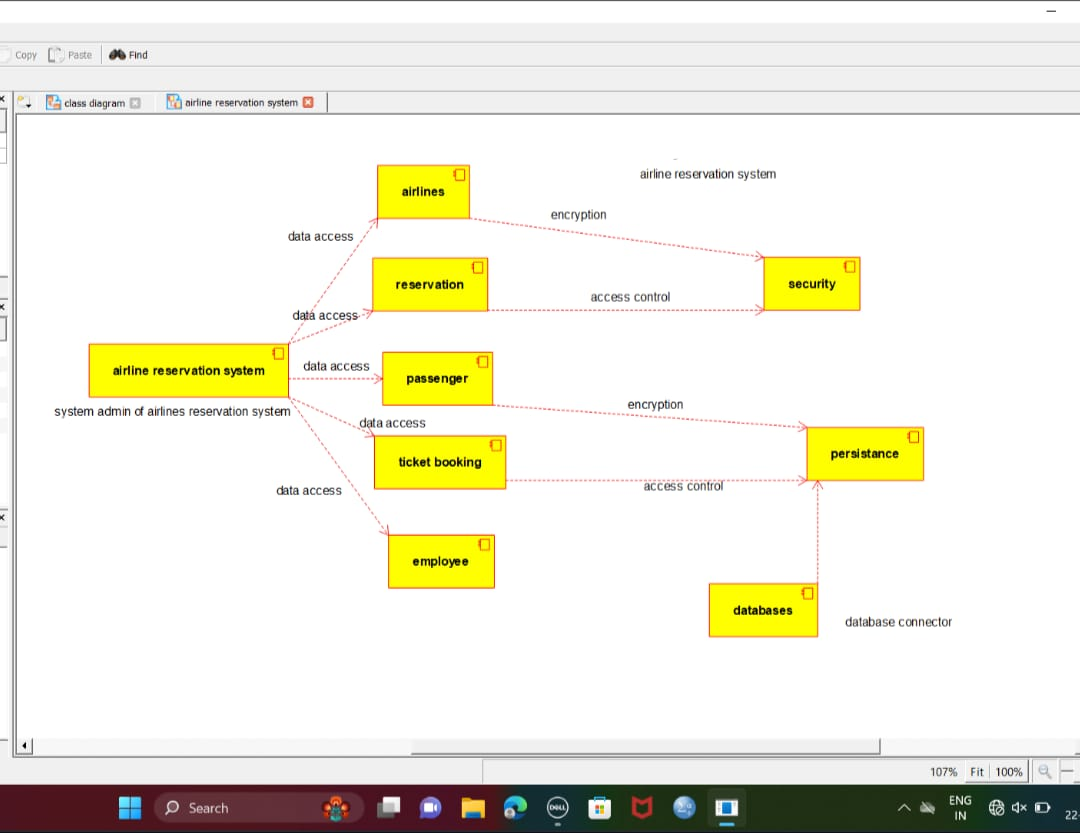 Copy
Paste
Find
class diagram
airline reservation system
airline reservation system
airlines
encryption
data access
reservation
security
access control
data access
airline reservation system
data access
passenger
system admin of airlines reservation system
encryption
data access
ticket booking
persistance
access control
data access
employee
databases
database connector
107%
Fit
100%
Search
DELL
ENG
IN
22